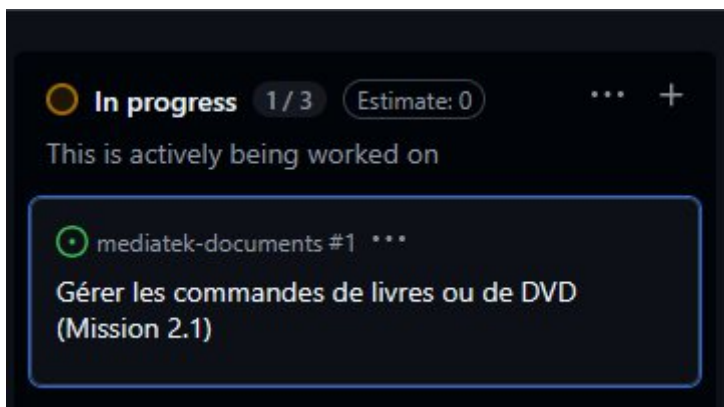 In progress 1 / 3 Estimate: 0
This is actively being worked on
mediatek-documents #1
Gérer les commandes de livres ou de DVD
(Mission 2.1)